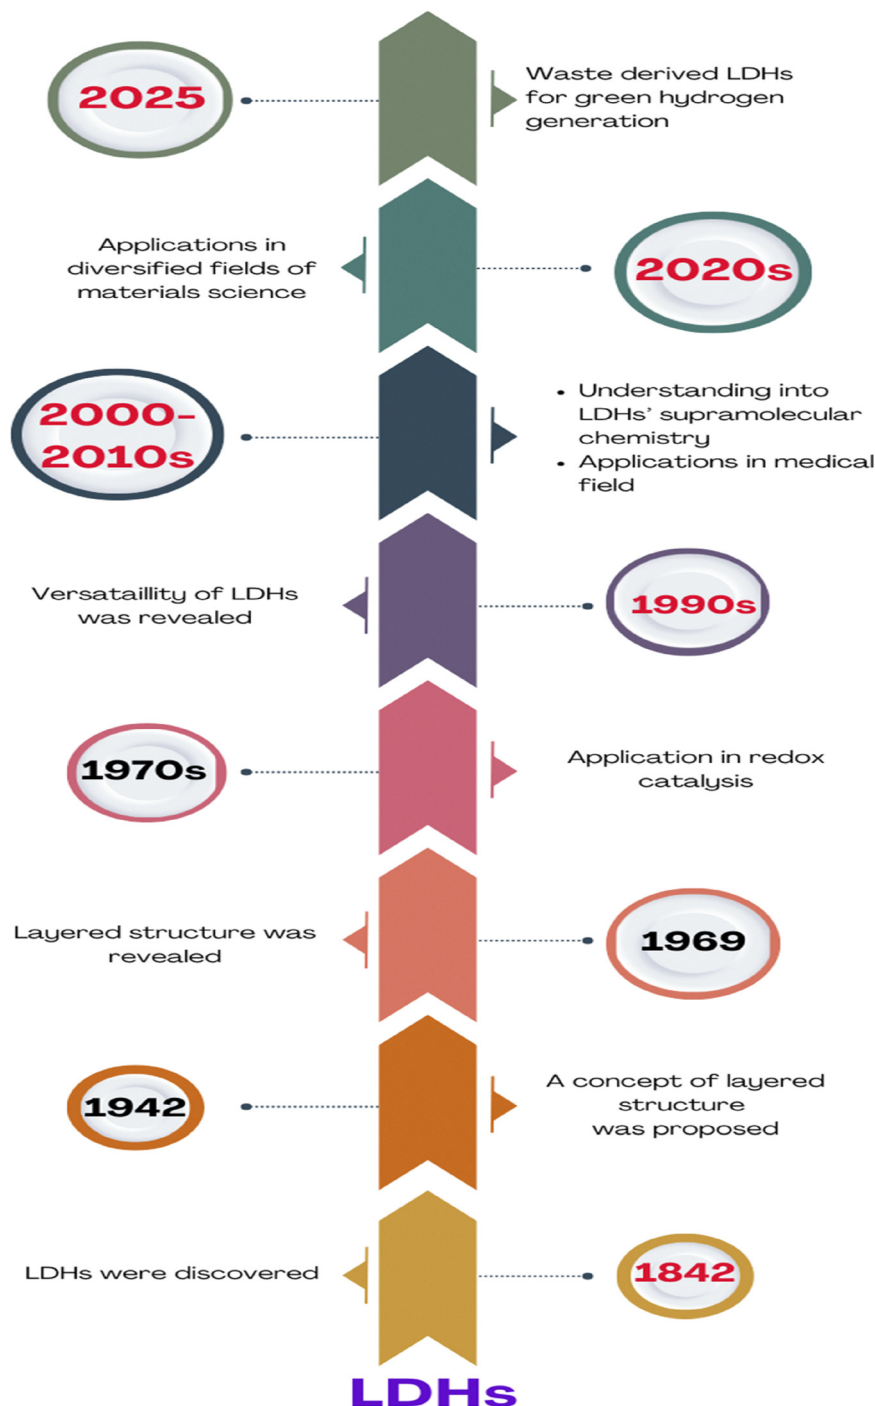 2025
Waste derived LDHs
for green hydrogen
generation
Applications in
diversified fields of
materials science
2020s
2000-
2010s
• Understanding into
LDHs’ supramolecular
chemistry
• Applications in medical
field
Versataillity of LDHs
was revealed
1990s
1970s
Application in redox
catalysis
Layered structure was
revealed
1969
1942
A concept of layered
structure
was proposed
LDHs were discovered
1842
LDHs